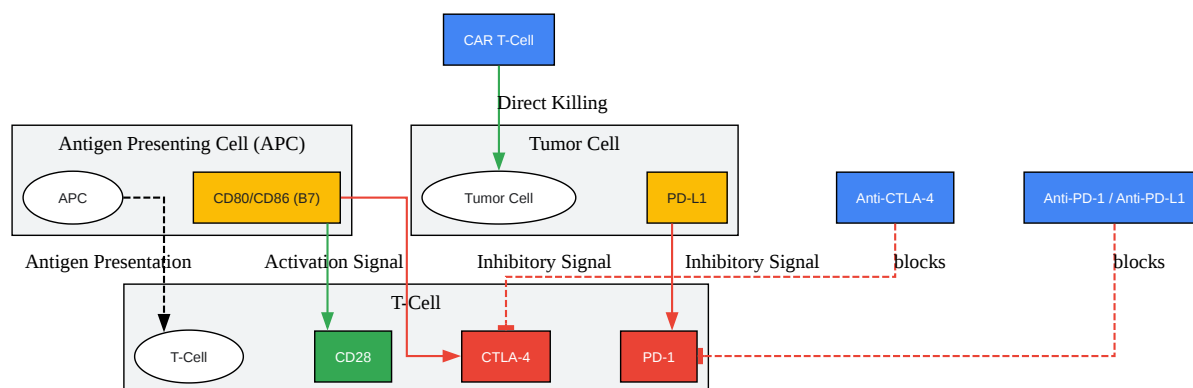 CAR T-Cell
Direct Killing
Antigen Presenting Cell (APC)
Tumor Cell
APC
CD80/CD86 (B7)
Tumor Cell
PD-L1
Anti-CTLA-4
Anti-PD-1 / Anti-PD-L1
Antigen Presentation
Activation Signal
Inhibitory Signal
Inhibitory Signal
blocks
blocks
T-Cell
T-Cell
CD28
CTLA-4
PD-1